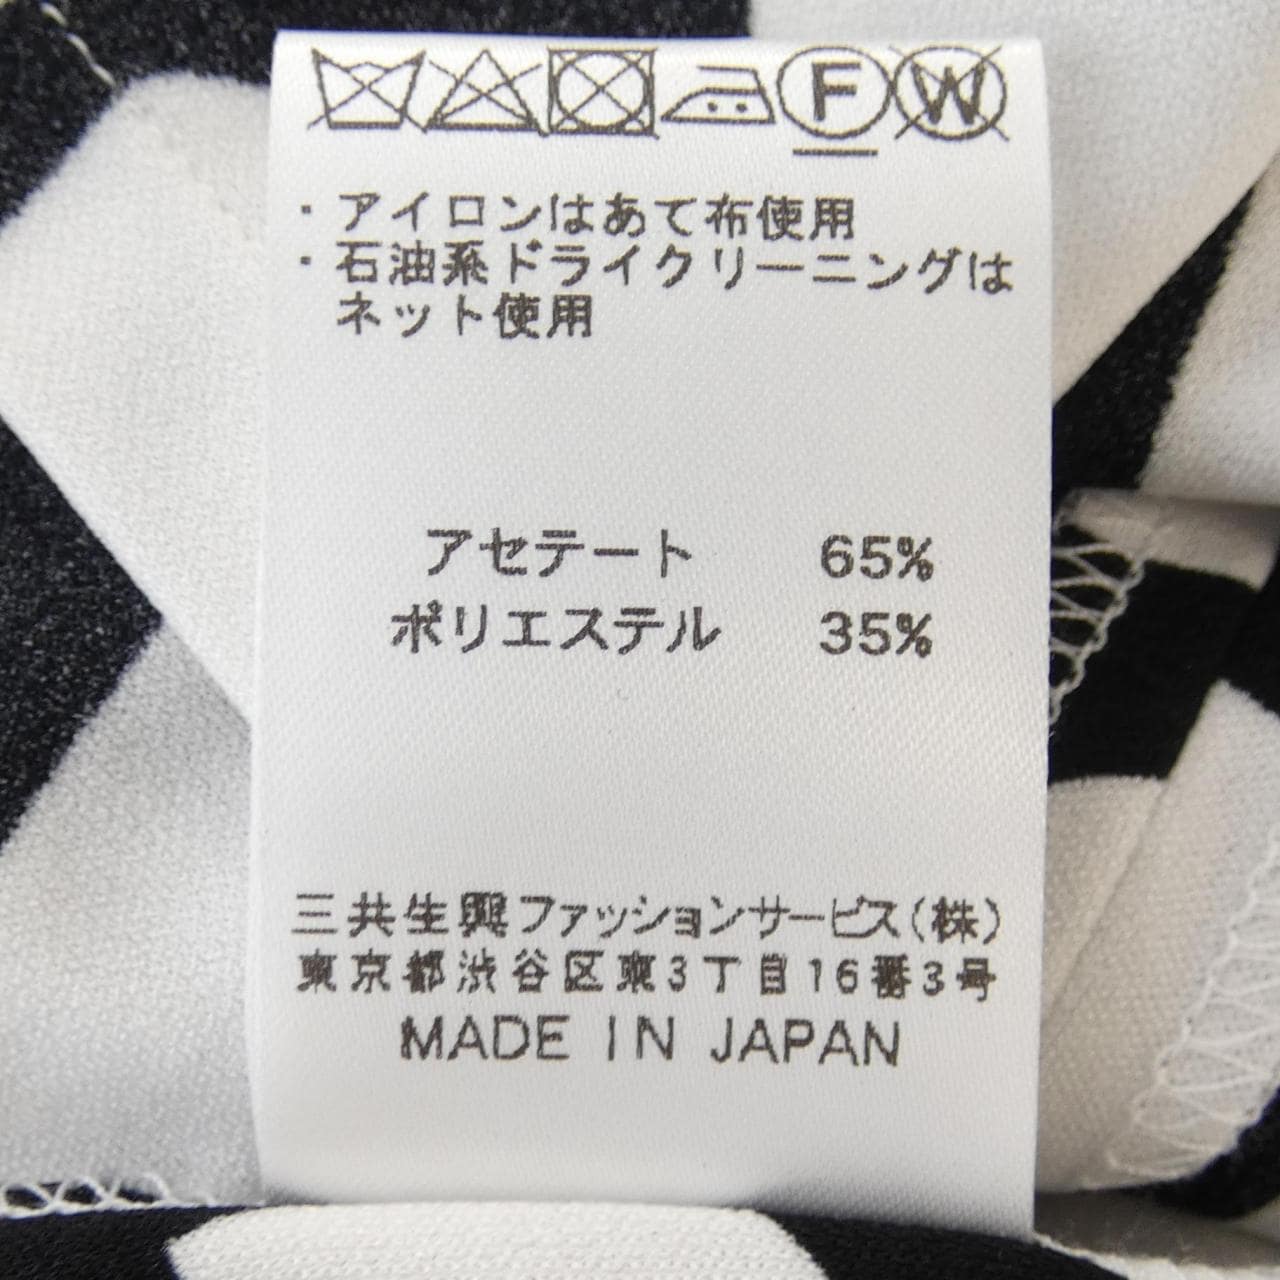 F W
・アイロンはあて布使用
・石油系ドライクリーニングは
ネット使用
アセテート 65%
ポリエステル 35%
三共生興ファッションサービス(株)
東京都渋谷区東3丁目16番3号
MADE IN JAPAN